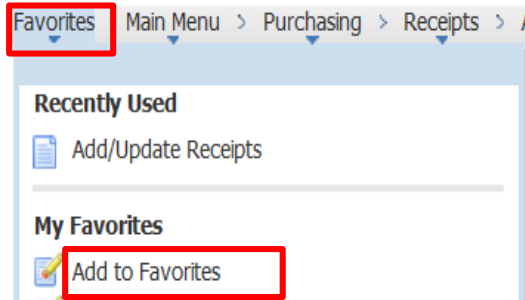 Favorites Main Menu > Purchasing > Receipts >
Recently Used
Add/Update Receipts
My Favorites
Add to Favorites